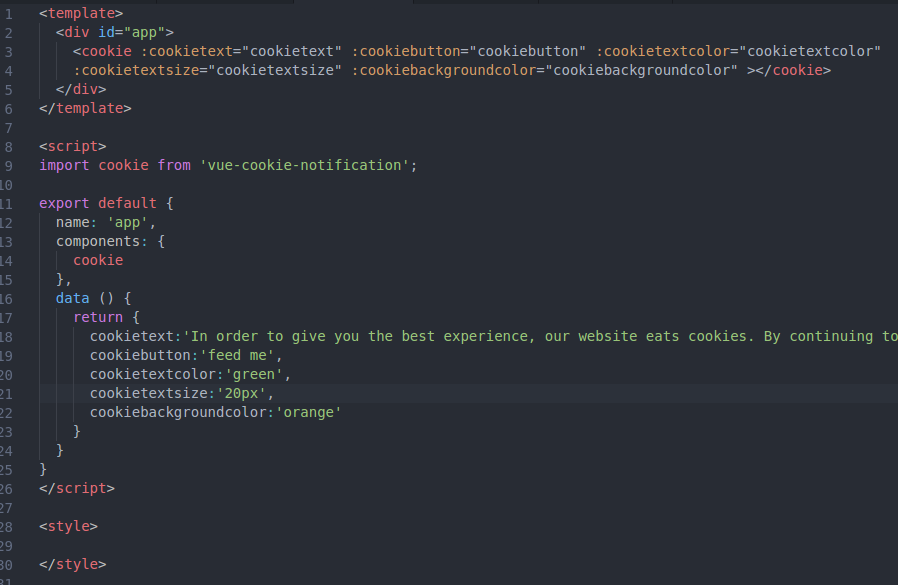 1 <template>
2 <div id="app">
3 <cookie :cookietext="cookietext" :cookiebutton="cookiebutton" :cookietextcolor="cookietextcolor"
4 :cookietextsize="cookietextsize" :cookiebackgroundcolor="cookiebackgroundcolor" ></cookie>
5 </div>
6 </template>
7
8 <script>
9 import cookie from 'vue-cookie-notification';
10
11 export default {
12 name: 'app',
13 components: {
14 cookie
15 },
16 data () {
17 return {
18 cookietext:'In order to give you the best experience, our website eats cookies. By continuing to
19 cookiebutton:'feed me',
20 cookietextcolor:'green',
21 cookietextsize:'20px',
22 cookiebackgroundcolor:'orange'
23 }
24 }
25 }
26 </script>
27
28 <style>
29
30 </style>
31